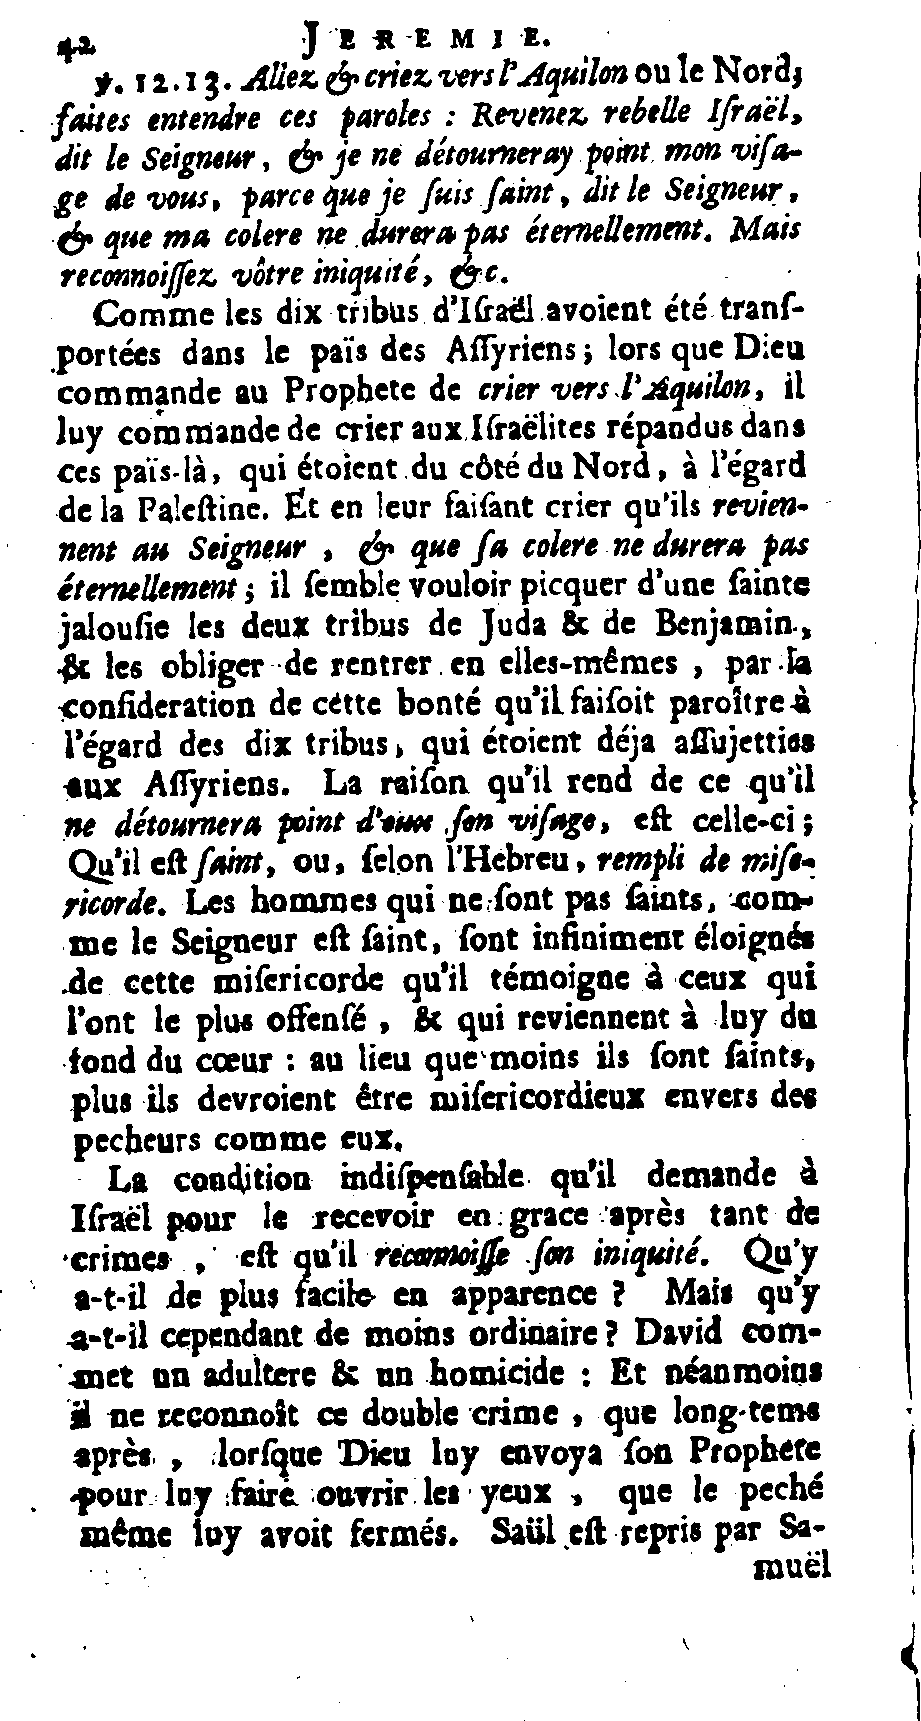 42 JEREMIE.
℣. 12.13. Allez & criez vers l'Aquilon ou le Nord;
faites entendre ces paroles : Revenez rebelle Iſraël,
dit le Seigneur, & je ne détourneray point mon viſa-
ge de vous, parce que je ſuis ſaint, dit le Seigneur,
& que ma colere ne durera pas éternellement. Mais
reconnoiſſez vôtre iniquité, &c.
Comme les dix tribus d'Iſraël avoient été tranſ-
portées dans le païs des Aſſyriens; lors que Dieu
commande au Prophete de crier vers l'Aquilon, il
luy commande de crier aux Iſraëlites répandus dans
ces païs-là, qui étoient du côté du Nord, à l'égard
de la Paleſtine. Et en leur faiſant crier qu'ils revien-
nent au Seigneur, & que ſa colere ne durera pas
éternellement; il ſemble vouloir picquer d'une ſainte
jalouſie les deux tribus de Juda & de Benjamin,
& les obliger de rentrer en elles-mêmes, par la
conſideration de cette bonté qu'il faiſoit paroître à
l'égard des dix tribus, qui étoient déja aſſujetties
aux Aſſyriens. La raiſon qu'il rend de ce qu'il
ne détournera point d'eux ſon viſage, eſt celle-ci;
Qu'il eſt ſaint, ou, ſelon l'Hebreu, rempli de miſe-
ricorde. Les hommes qui ne ſont pas ſaints, com-
me le Seigneur eſt ſaint, ſont infiniment éloignés
de cette miſericorde qu'il témoigne à ceux qui
l'ont le plus offenſé, & qui reviennent à luy du
fond du cœur : au lieu que moins ils ſont ſaints,
plus ils devroient être miſericordieux envers des
pecheurs comme eux.
La condition indiſpenſable qu'il demande à
Iſraël pour le recevoir en grace après tant de
crimes, eſt qu'il reconnoiſſe ſon iniquité. Qu'y
a-t-il de plus facile en apparence ? Mais qu'y
a-t-il cependant de moins ordinaire ? David com-
met un adultere & un homicide : Et néanmoins
il ne reconnoît ce double crime, que long-tems
après, lorſque Dieu luy envoya ſon Prophete
pour luy faire ouvrir les yeux, que le peché
même luy avoit fermés. Saül eſt repris par Sa-
muël